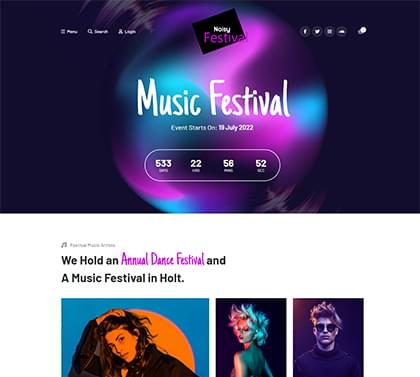 Menu
Search
Login
Noisy
Festival
Music Festival
Event Starts On: 19 July 2022
533 22 56 52
DAYS HRS MINS SEC
Festival Music Artists
We Hold an Annual Dance Festival and
A Music Festival in Holt.